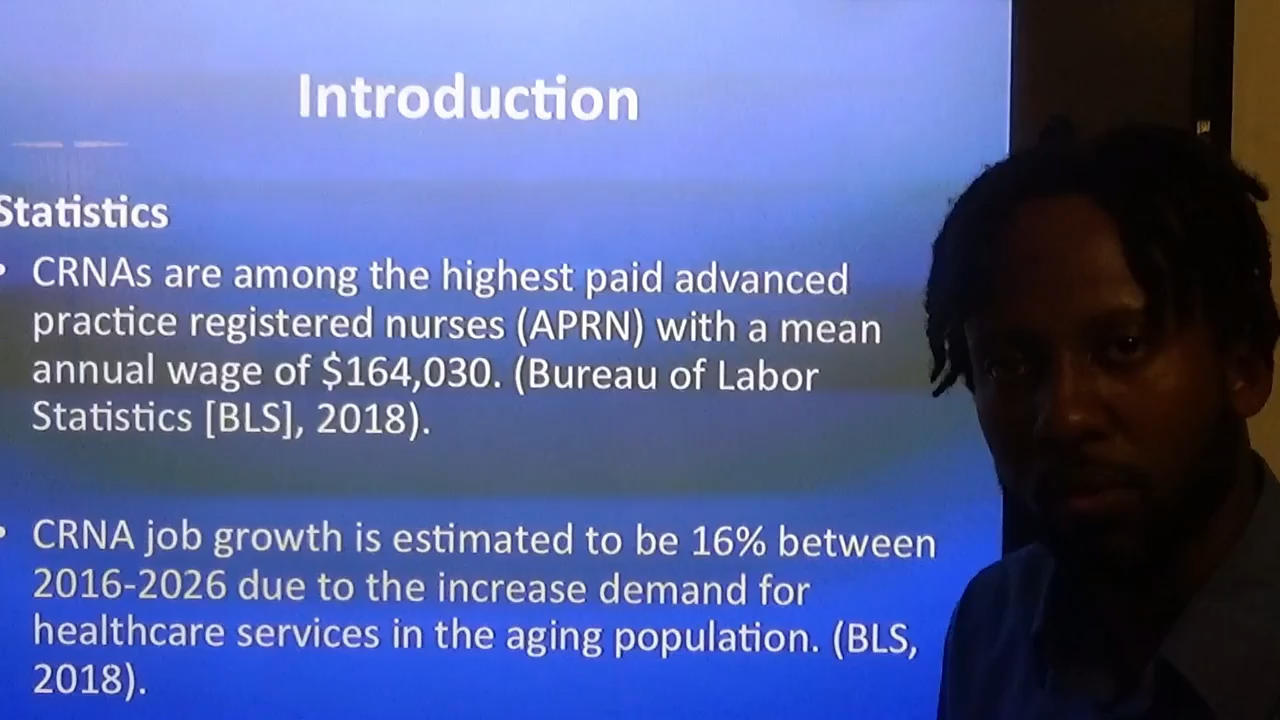 Introduction
Statistics
• CRNAs are among the highest paid advanced
practice registered nurses (APRN) with a mean
annual wage of $164,030. (Bureau of Labor
Statistics [BLS], 2018).
• CRNA job growth is estimated to be 16% between
2016-2026 due to the increase demand for
healthcare services in the aging population. (BLS,
2018).